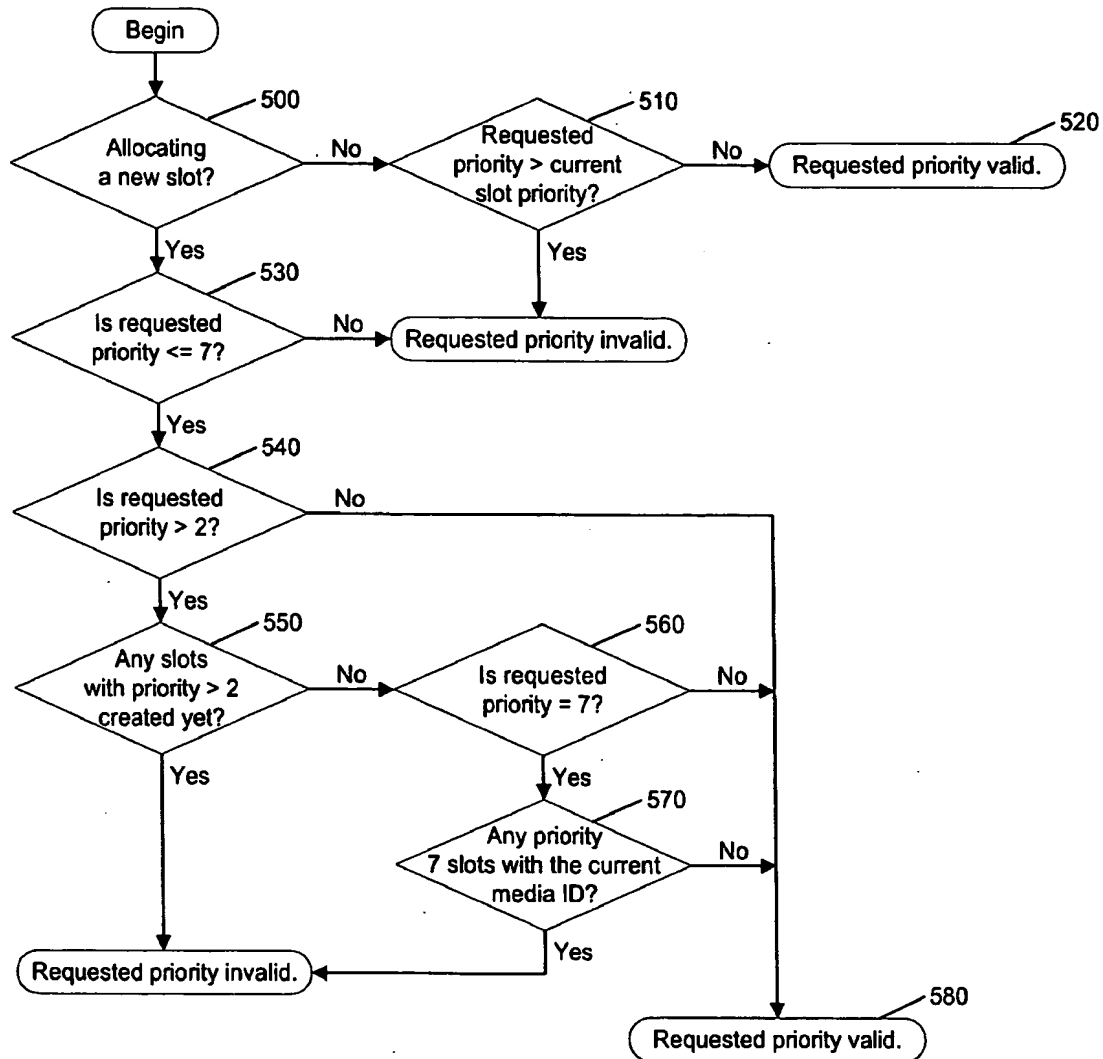 Begin
500
Allocating
a new slot?
No
510
Requested
priority > current
slot priority?
No
520
Requested priority valid.
Yes
Yes
530
Is requested
priority <= 7?
No
Requested priority invalid.
Yes
540
Is requested
priority > 2?
No
Yes
550
Any slots
with priority > 2
created yet?
No
560
Is requested
priority = 7?
No
Yes
Yes
570
Any priority
7 slots with the current
media ID?
No
Yes
Requested priority invalid.
580
Requested priority valid.